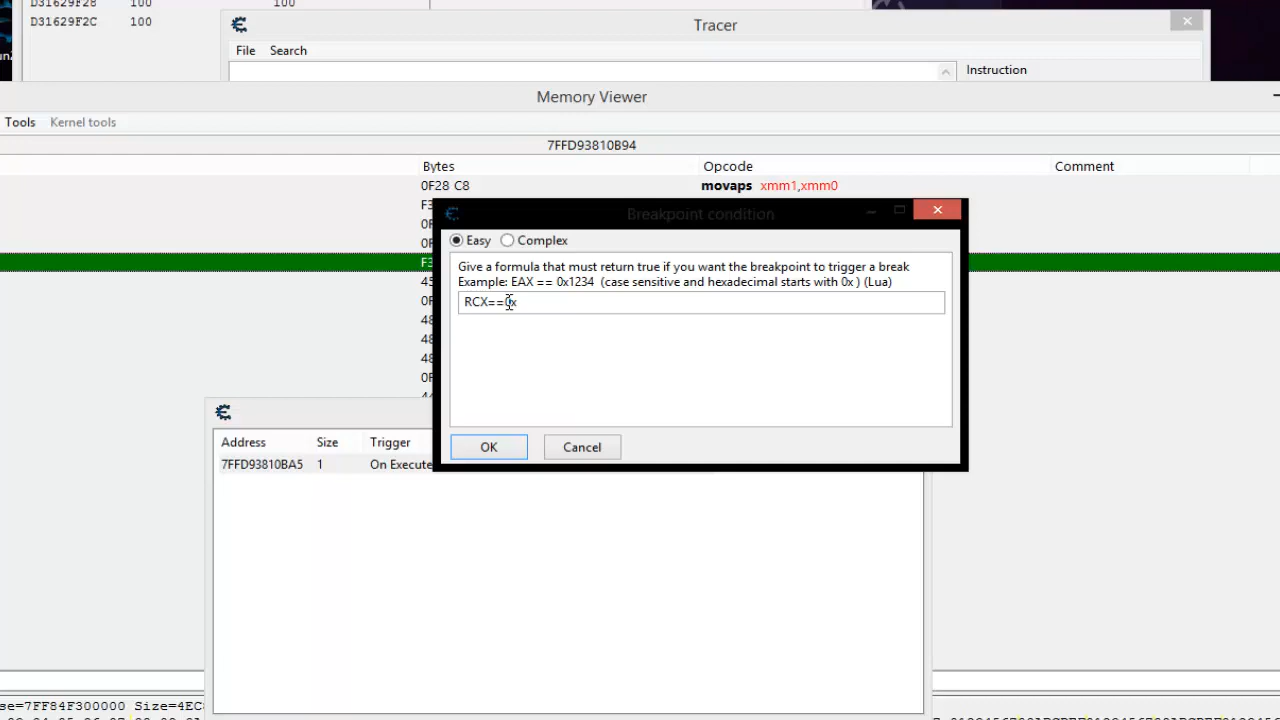 D31629F28 100 100
D31629F2C 100
Tracer
File Search
Instruction
Memory Viewer
Tools Kernel tools
7FFD93810B94
Bytes Opcode Comment
0F28 C8 movaps xmm1,xmm0
Breakpoint condition
Easy Complex
Give a formula that must return true if you want the breakpoint to trigger a break
Example: EAX == 0x1234 (case sensitive and hexadecimal starts with 0x ) (Lua)
RCX==0x
OK Cancel
Address Size Trigger
7FFD93810BA5 1 On Execute
48
48
48
se=7FF84F300000